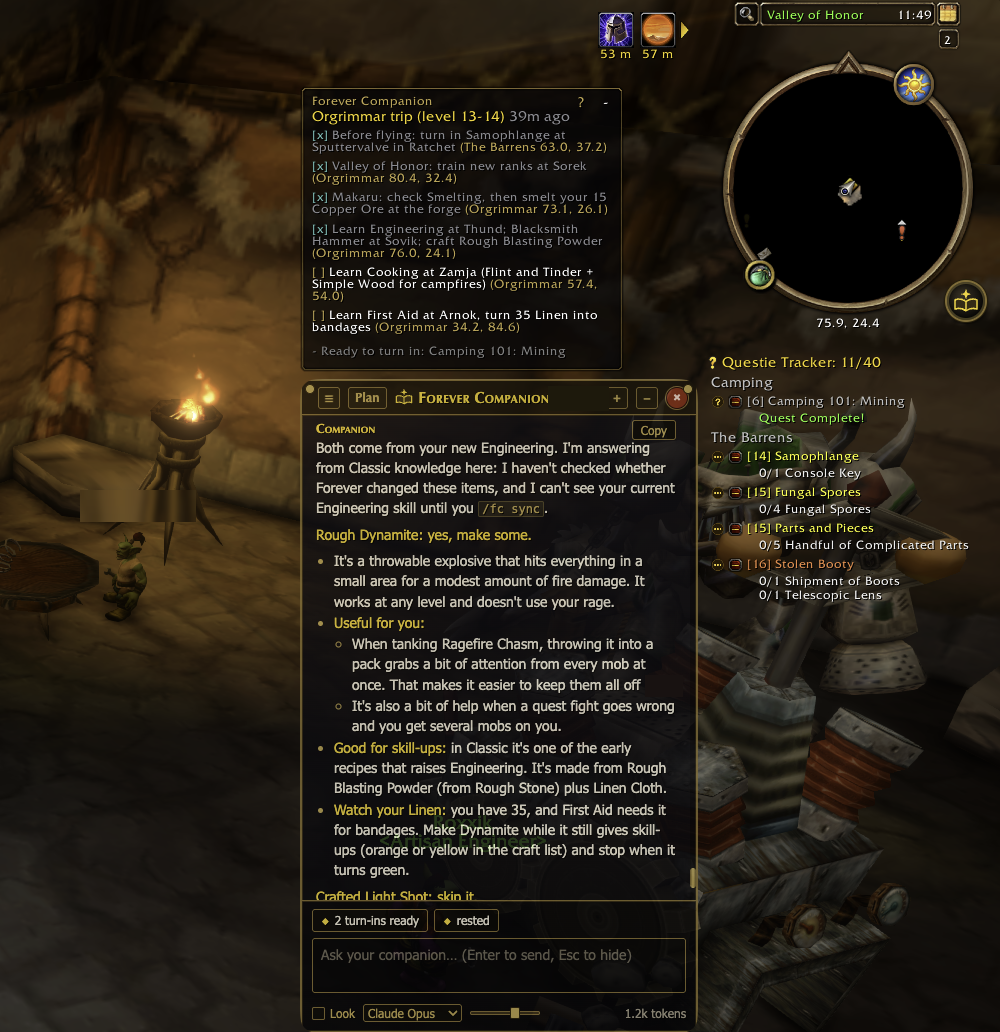 Valley of Honor 11:49
2
53 m 57 m
Forever Companion ? -
Orgrimmar trip (level 13-14) 39m ago
[x] Before flying: turn in Samophlange at
Sputtervalve in Ratchet (The Barrens 63.0, 37.2)
[x] Valley of Honor: train new ranks at Sorek
(Orgrimmar 80.4, 32.4)
[x] Makaru: check Smelting, then smelt your 15
Copper Ore at the forge (Orgrimmar 73.1, 26.1)
[x] Learn Engineering at Thund; Blacksmith
Hammer at Sovik; craft Rough Blasting Powder
(Orgrimmar 76.0, 24.1)
[ ] Learn Cooking at Zamja (Flint and Tinder +
Simple Wood for campfires) (Orgrimmar 57.4,
54.0)
[ ] Learn First Aid at Arnok, turn 35 Linen into
bandages (Orgrimmar 34.2, 84.6)
- Ready to turn in: Camping 101: Mining
75.9, 24.4
? Questie Tracker: 11/40
Camping
? [6] Camping 101: Mining
Quest Complete!
The Barrens
[14] Samophlange
0/1 Console Key
[15] Fungal Spores
0/4 Fungal Spores
[15] Parts and Pieces
0/5 Handful of Complicated Parts
[16] Stolen Booty
0/1 Shipment of Boots
0/1 Telescopic Lens
≡ Plan Forever Companion + − ×
Companion
Copy
Both come from your new Engineering. I'm answering
from Classic knowledge here: I haven't checked whether
Forever changed these items, and I can't see your current
Engineering skill until you /fc sync.
Rough Dynamite: yes, make some.
• It's a throwable explosive that hits everything in a
small area for a modest amount of fire damage. It
works at any level and doesn't use your rage.
• Useful for you:
○ When tanking Ragefire Chasm, throwing it into a
pack grabs a bit of attention from every mob at
once. That makes it easier to keep them all off
○ It's also a bit of help when a quest fight goes wrong
and you get several mobs on you.
• Good for skill-ups: in Classic it's one of the early
recipes that raises Engineering. It's made from Rough
Blasting Powder (from Rough Stone) plus Linen Cloth.
• Watch your Linen: you have 35, and First Aid needs it
for bandages. Make Dynamite while it still gives skill-
ups (orange or yellow in the craft list) and stop when it
turns green.
Roxxik
<Artisan Engineer>
Crafted Light Shot: skip it
◆ 2 turn-ins ready ◆ rested
Ask your companion... (Enter to send, Esc to hide)
Look Claude Opus 1.2k tokens